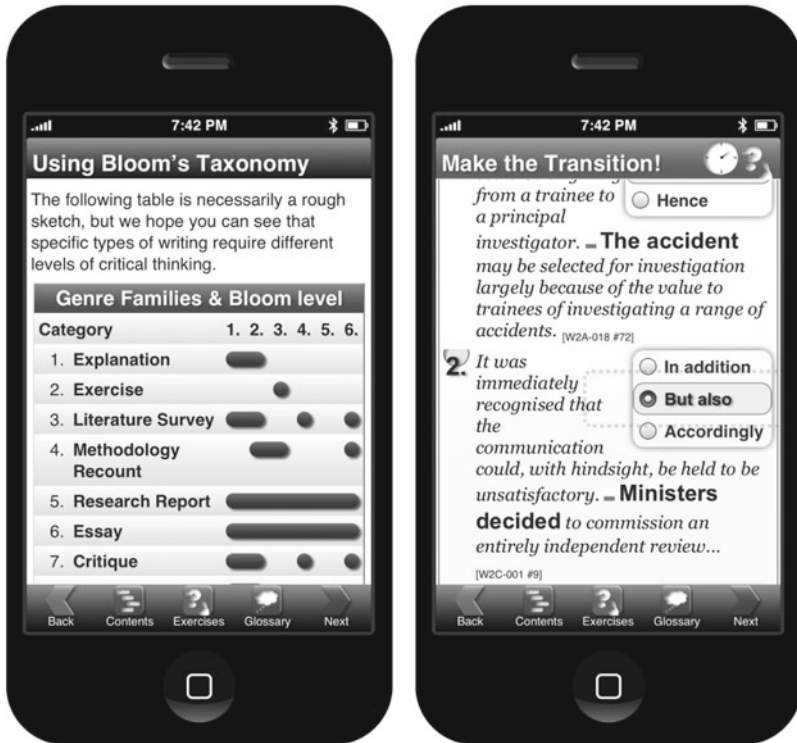 7:42 PM
Using Bloom's Taxonomy
The following table is necessarily a rough
sketch, but we hope you can see that
specific types of writing require different
levels of critical thinking.
Genre Families & Bloom level
Category 1. 2. 3. 4. 5. 6.
1. Explanation
2. Exercise
3. Literature Survey
4. Methodology
Recount
5. Research Report
6. Essay
7. Critique
Back Contents Exercises Glossary Next
7:42 PM
Make the Transition!
from a trainee to
Hence
a principal
investigator. The accident
may be selected for investigation
largely because of the value to
trainees of investigating a range of
accidents. [W2A-018 #72]
2. It was
In addition
immediately
recognised that
But also
the
communication
Accordingly
could, with hindsight, be held to be
unsatisfactory. Ministers
decided to commission an
entirely independent review...
[W2C-001 #9]
Back Contents Exercises Glossary Next